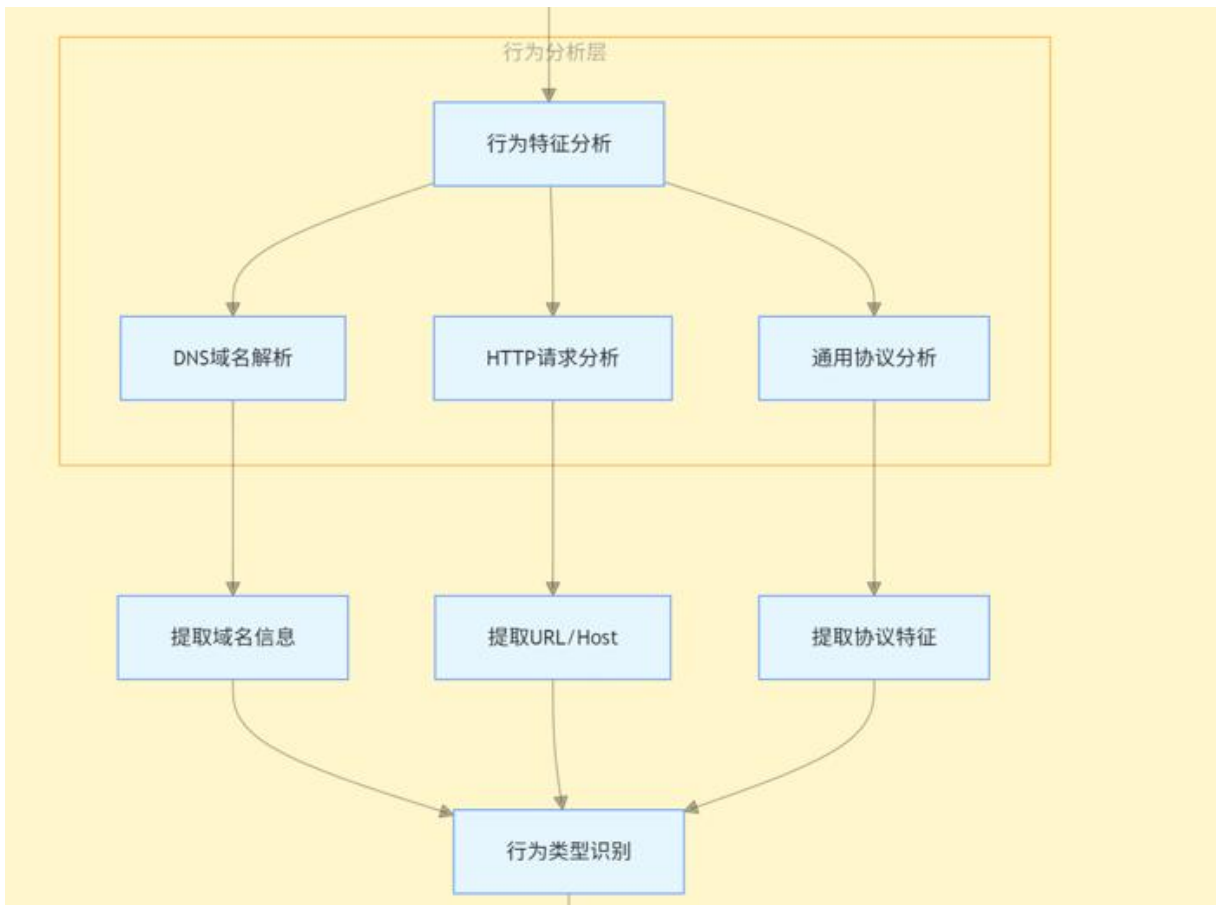 行为分析层
行为特征分析
DNS域名解析
HTTP请求分析
通用协议分析
提取域名信息
提取URL/Host
提取协议特征
行为类型识别